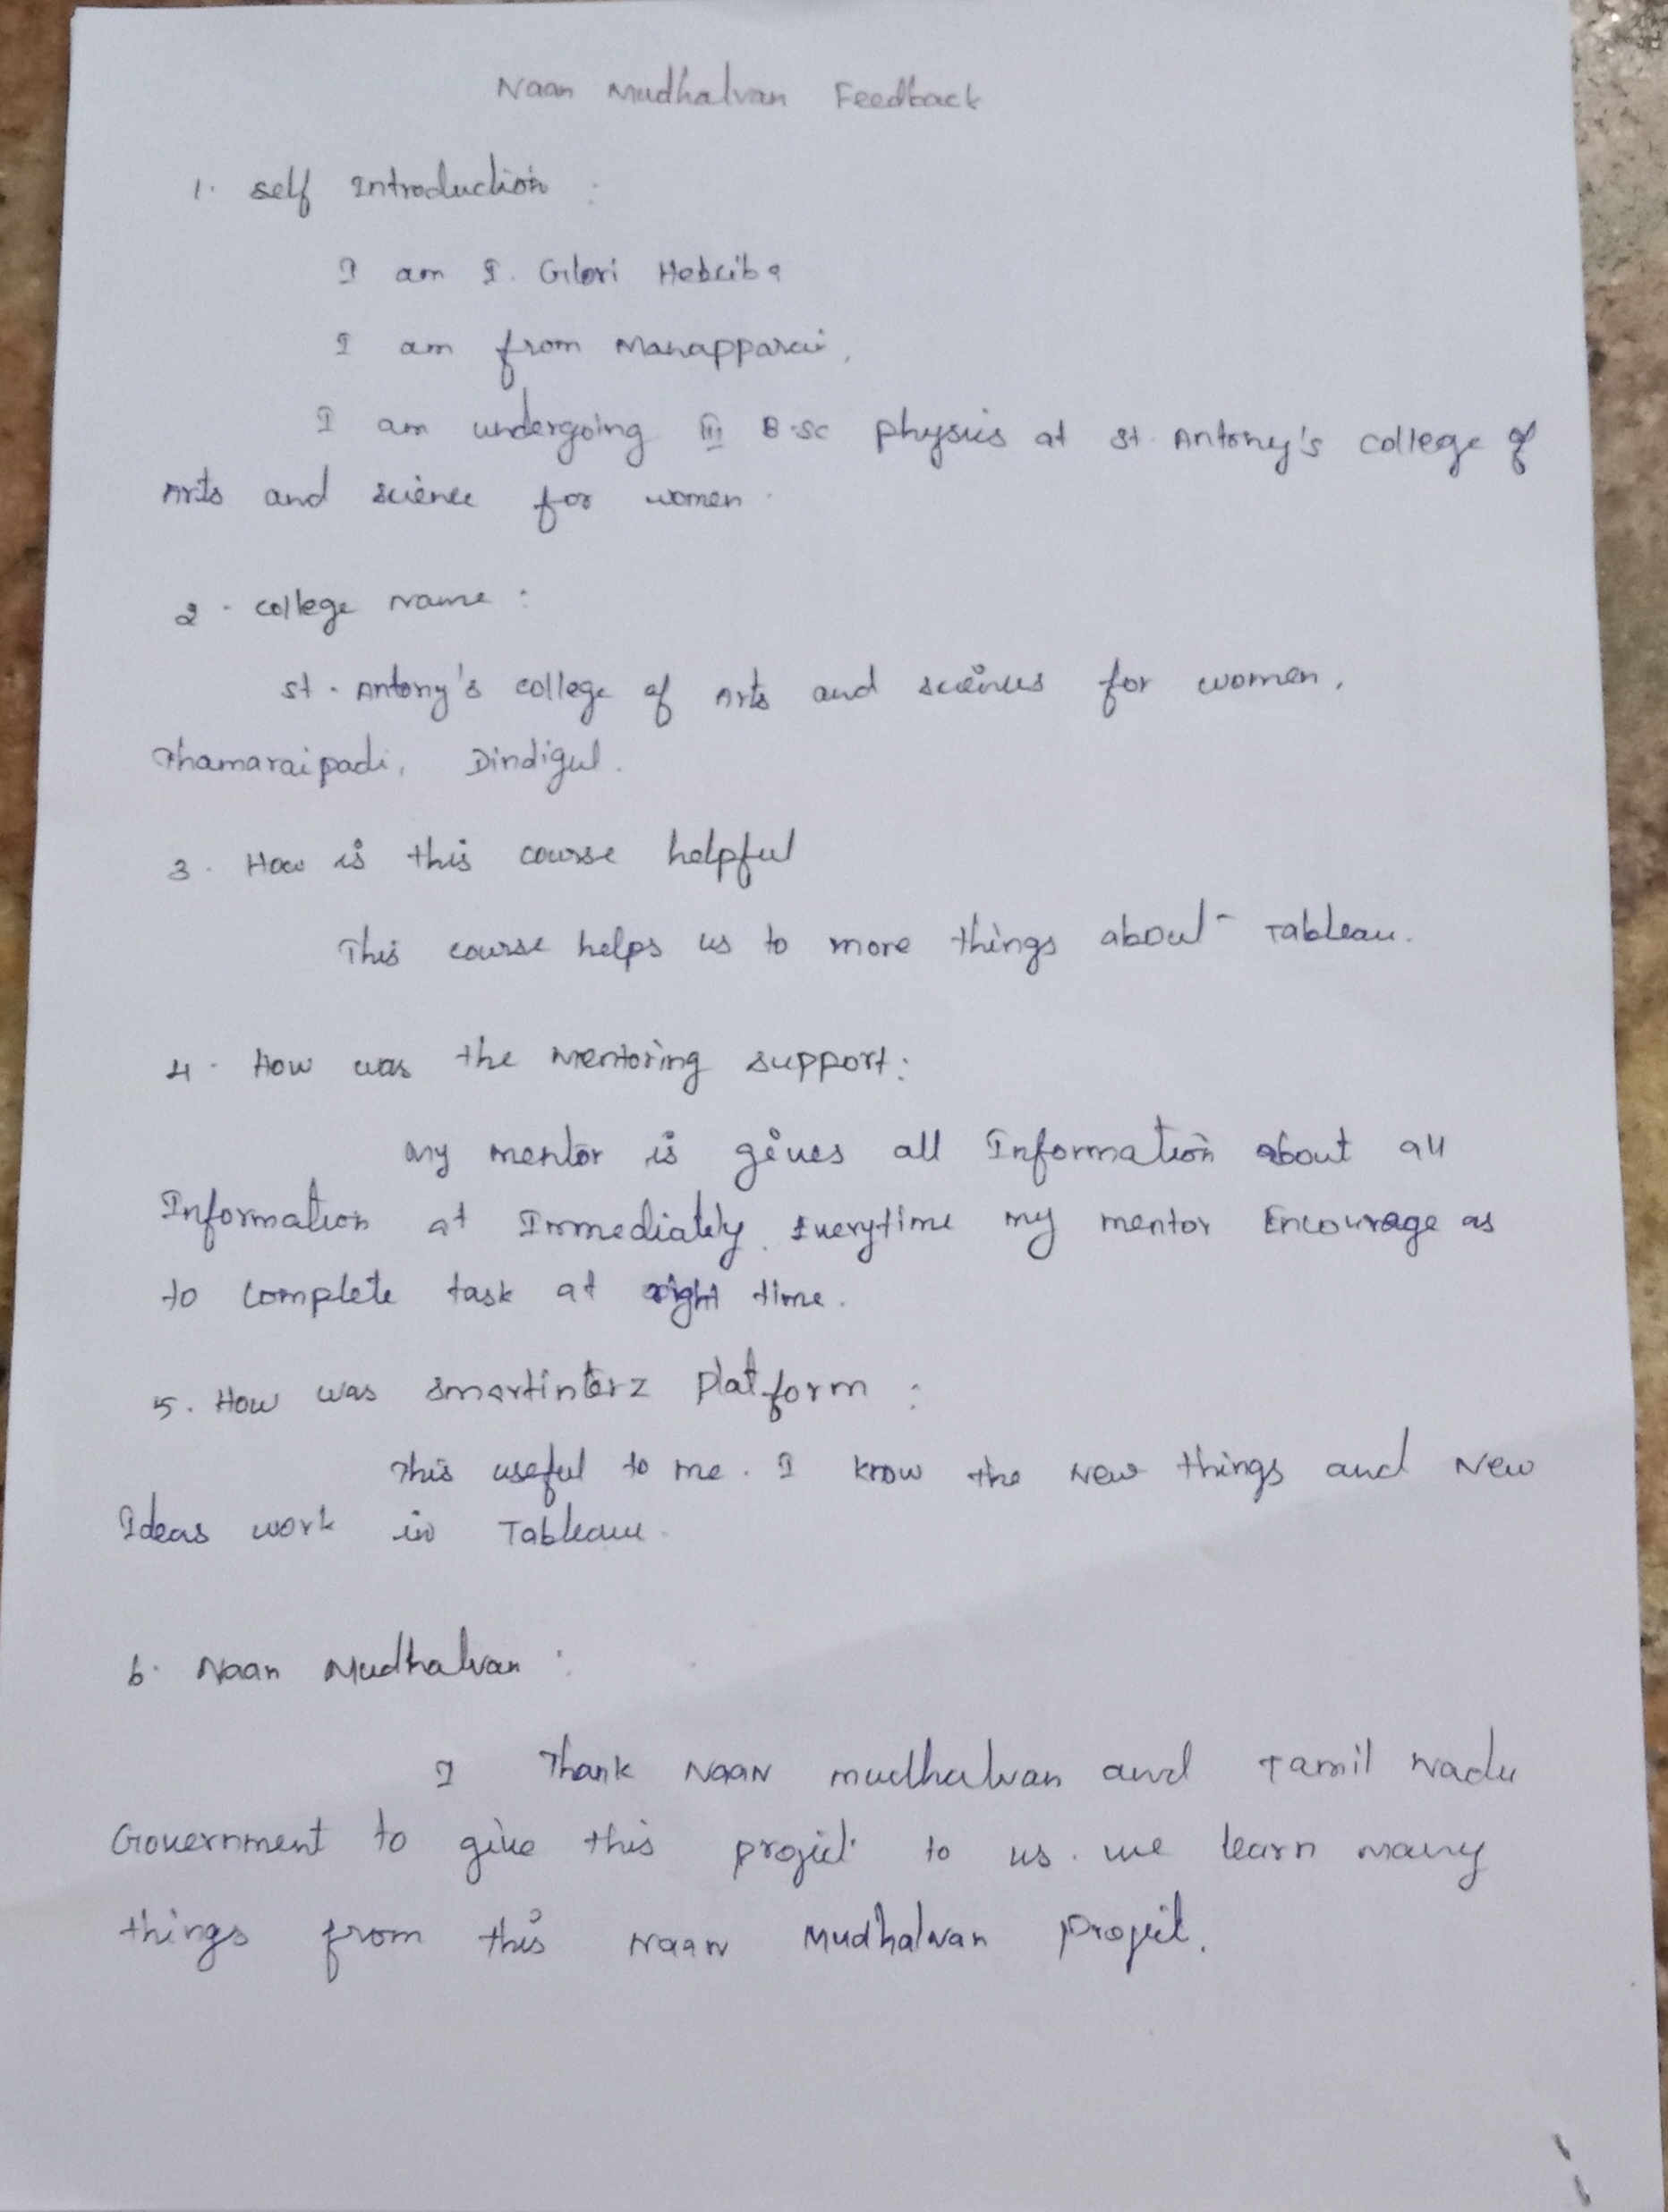 Naan Mudhalvan Feedback
1. self Introduction :
I am I. Glori Hebciba
I am from Manapparai.
I am undergoing III B.sc physics at st. Antony's college of
Arts and science for women.
2. college Name :
st. Antony's college of Arts and sciences for women,
Thamaraipadi, Dindigul.
3. How is this course helpful
This course helps us to more things about Tableau.
4. How was the Mentoring support:
my mentor is gives all Information about all
Information at Immediately. Everytime my mentor Encourage as
to complete task at right time.
5. How was smartinterz platform :
This useful to me. I know the New things and New
Ideas work in Tableau.
6. Naan Mudhalvan :
I Thank NaaN mudhalvan and Tamil Nadu
Government to give this project to us. we learn many
things from this Naan Mudhalvan Project.